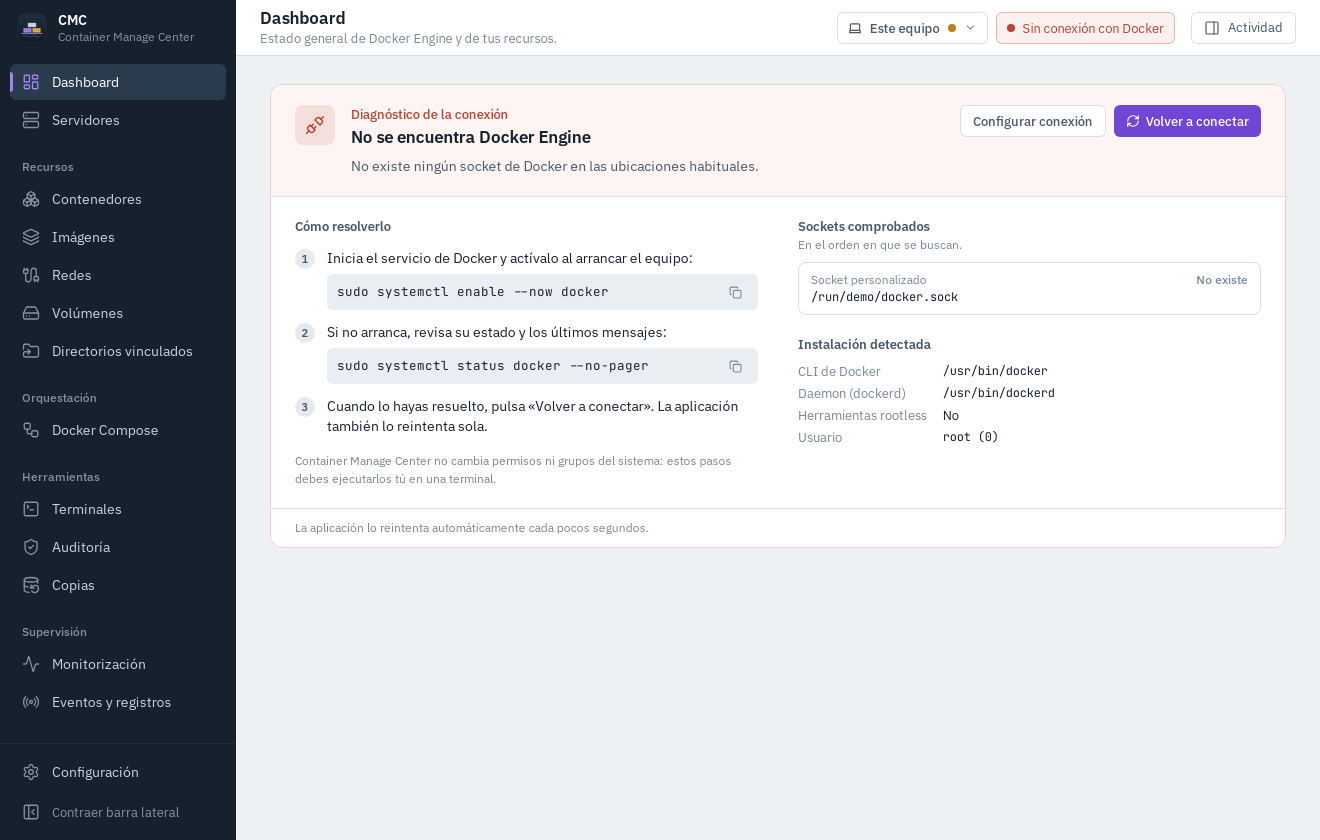 CMC
Container Manage Center
Dashboard
Servidores
Recursos
Contenedores
Imágenes
Redes
Volúmenes
Directorios vinculados
Orquestación
Docker Compose
Herramientas
Terminales
Auditoría
Copias
Supervisión
Monitorización
Eventos y registros
Configuración
Contraer barra lateral
Dashboard
Estado general de Docker Engine y de tus recursos.
Este equipo
Sin conexión con Docker
Actividad
Diagnóstico de la conexión
No se encuentra Docker Engine
No existe ningún socket de Docker en las ubicaciones habituales.
Configurar conexión
Volver a conectar
Cómo resolverlo
1 Inicia el servicio de Docker y actívalo al arrancar el equipo:
sudo systemctl enable --now docker
2 Si no arranca, revisa su estado y los últimos mensajes:
sudo systemctl status docker --no-pager
3 Cuando lo hayas resuelto, pulsa «Volver a conectar». La aplicación
también lo reintenta sola.
Container Manage Center no cambia permisos ni grupos del sistema: estos pasos
debes ejecutarlos tú en una terminal.
Sockets comprobados
En el orden en que se buscan.
Socket personalizado No existe
/run/demo/docker.sock
Instalación detectada
CLI de Docker /usr/bin/docker
Daemon (dockerd) /usr/bin/dockerd
Herramientas rootless No
Usuario root (0)
La aplicación lo reintenta automáticamente cada pocos segundos.